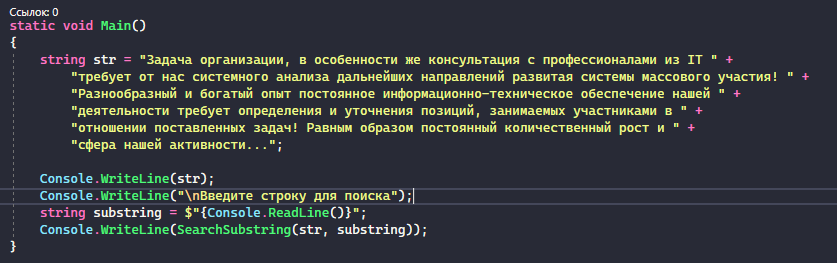 Ссылок: 0
static void Main()
{
string str = "Задача организации, в особенности же консультация с профессионалами из IT " +
"требует от нас системного анализа дальнейших направлений развитая системы массового участия! " +
"Разнообразный и богатый опыт постоянное информационно-техническое обеспечение нашей " +
"деятельности требует определения и уточнения позиций, занимаемых участниками в " +
"отношении поставленных задач! Равным образом постоянный количественный рост и " +
"сфера нашей активности...";
Console.WriteLine(str);
Console.WriteLine("\nВведите строку для поиска");
string substring = $"{Console.ReadLine()}";
Console.WriteLine(SearchSubstring(str, substring));
}